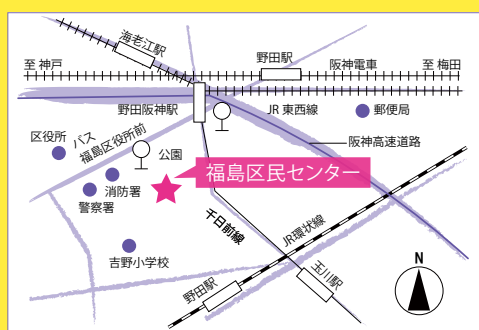 海老江駅
野田駅
至 神戸
阪神電車
至 梅田
野田阪神駅
JR 東西線
郵便局
区役所
バス
福島区役所前
公園
阪神高速道路
消防署
福島区民センター
警察署
千日前線
JR環状線
吉野小学校
野田駅
玉川駅
N